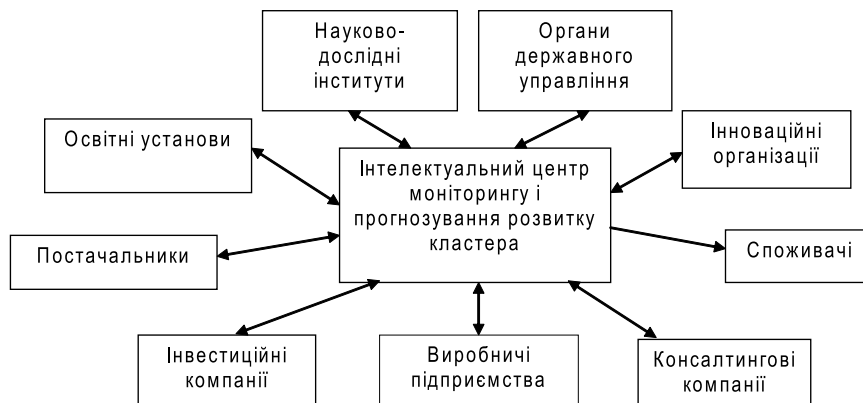 Науково-
дослідні
інститути
Органи
державного
управління
Освітні установи
Інноваційні
організації
Інтелектуальний центр
моніторингу і
прогнозування розвитку
кластера
Постачальники
Споживачі
Інвестиційні
компанії
Виробничі
підприємства
Консалтингові
компанії